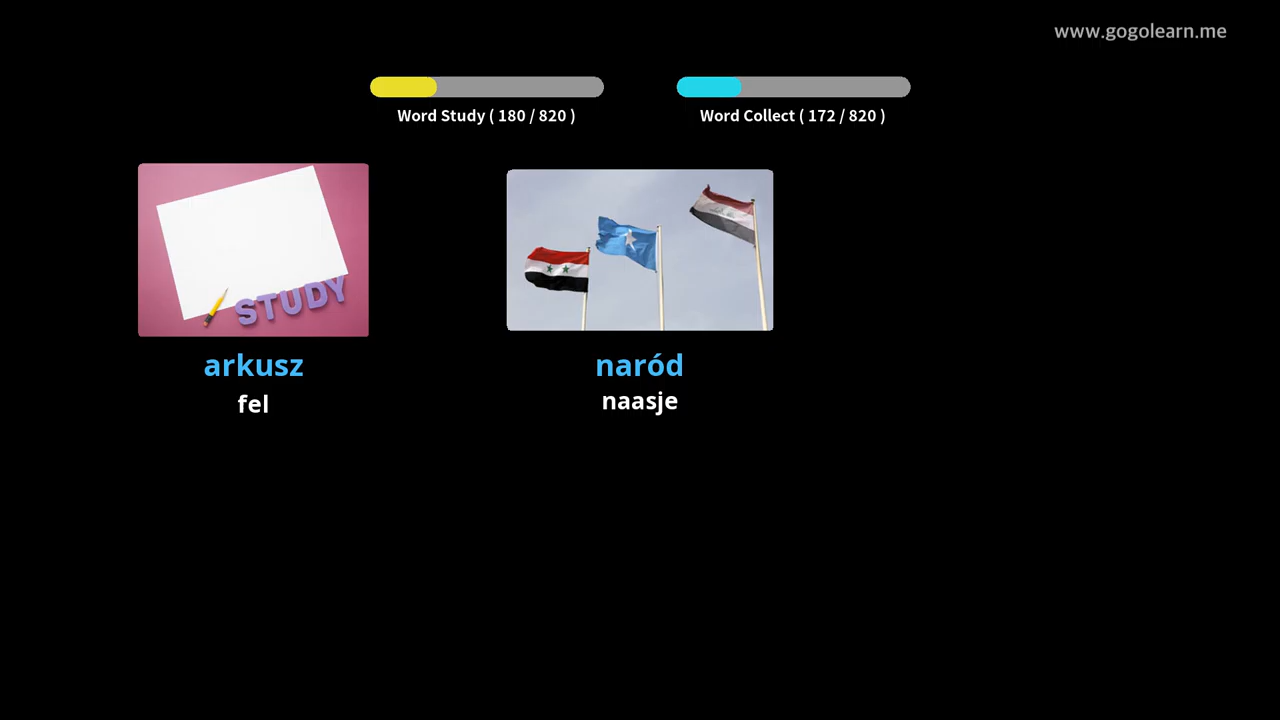 www.gogolearn.me
Word Study ( 180 / 820 )
Word Collect ( 172 / 820 )
STUDY
arkusz
fel
naród
naasje